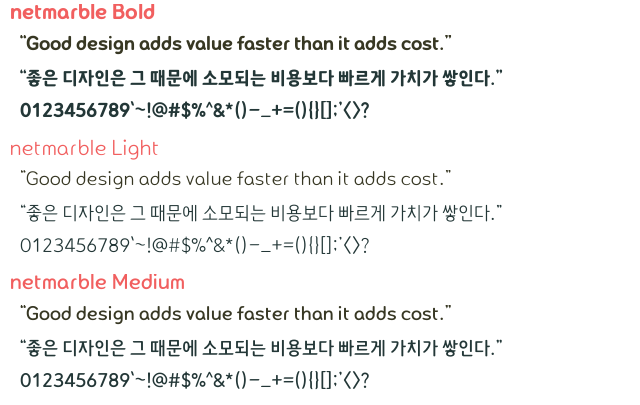 netmarble Bold
“Good design adds value faster than it adds cost.”
“좋은 디자인은 그 때문에 소모되는 비용보다 빠르게 가치가 쌓인다.”
0123456789`~!@#$%^&*()-_+=(){}[];'<>?
netmarble Light
“Good design adds value faster than it adds cost.”
“좋은 디자인은 그 때문에 소모되는 비용보다 빠르게 가치가 쌓인다.”
0123456789`~!@#$%^&*()-_+=(){}[];'<>?
netmarble Medium
“Good design adds value faster than it adds cost.”
“좋은 디자인은 그 때문에 소모되는 비용보다 빠르게 가치가 쌓인다.”
0123456789`~!@#$%^&*()-_+=(){}[];'<>?